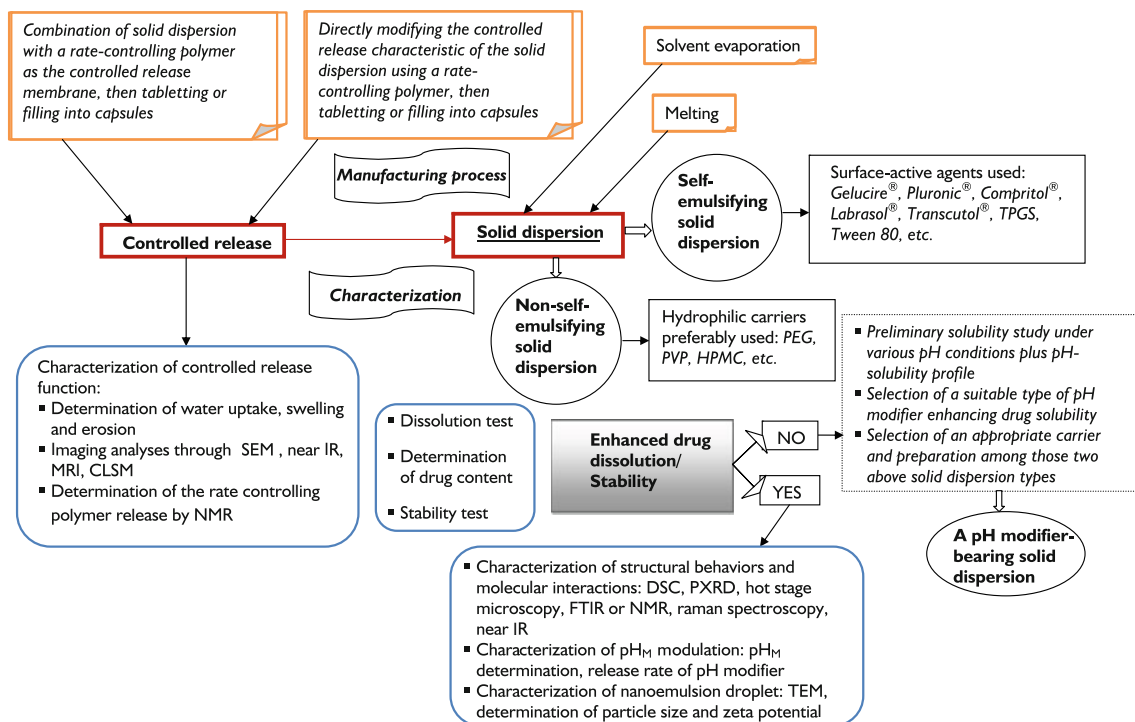 Combination of solid dispersion
with a rate-controlling polymer
as the controlled release
membrane, then tabletting or
filling into capsules
Directly modifying the controlled
release characteristic of the solid
dispersion using a rate-
controlling polymer, then
tabletting or filling into capsules
Solvent evaporation
Melting
Manufacturing process
Self-
emulsifying
solid
dispersion
Surface-active agents used:
Gelucire®, Pluronic®, Compritol®,
Labrasol®, Transcutol®, TPGS,
Tween 80, etc.
Controlled release
Solid dispersion
Characterization
Non-self-
emulsifying
solid
dispersion
Hydrophilic carriers
preferably used: PEG,
PVP, HPMC, etc.
▪ Preliminary solubility study under
various pH conditions plus pH-
solubility profile
▪ Selection of a suitable type of pH
modifier enhancing drug solubility
▪ Selection of an appropriate carrier
and preparation among those two
above solid dispersion types
Characterization of controlled release
function:
▪ Determination of water uptake, swelling
and erosion
▪ Imaging analyses through SEM , near IR,
MRI, CLSM
▪ Determination of the rate controlling
polymer release by NMR
▪ Dissolution test
▪ Determination
of drug content
▪ Stability test
Enhanced drug
dissolution/
Stability
NO
YES
A pH modifier-
bearing solid
dispersion
▪ Characterization of structural behaviors and
molecular interactions: DSC, PXRD, hot stage
microscopy, FTIR or NMR, raman spectroscopy,
near IR
▪ Characterization of pHM modulation: pHM
determination, release rate of pH modifier
▪ Characterization of nanoemulsion droplet: TEM,
determination of particle size and zeta potential